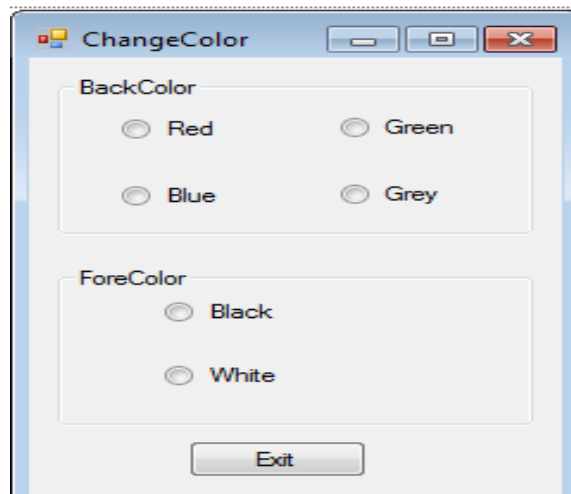 ChangeColor
BackColor
Red Green
Blue Grey
ForeColor
Black
White
Exit